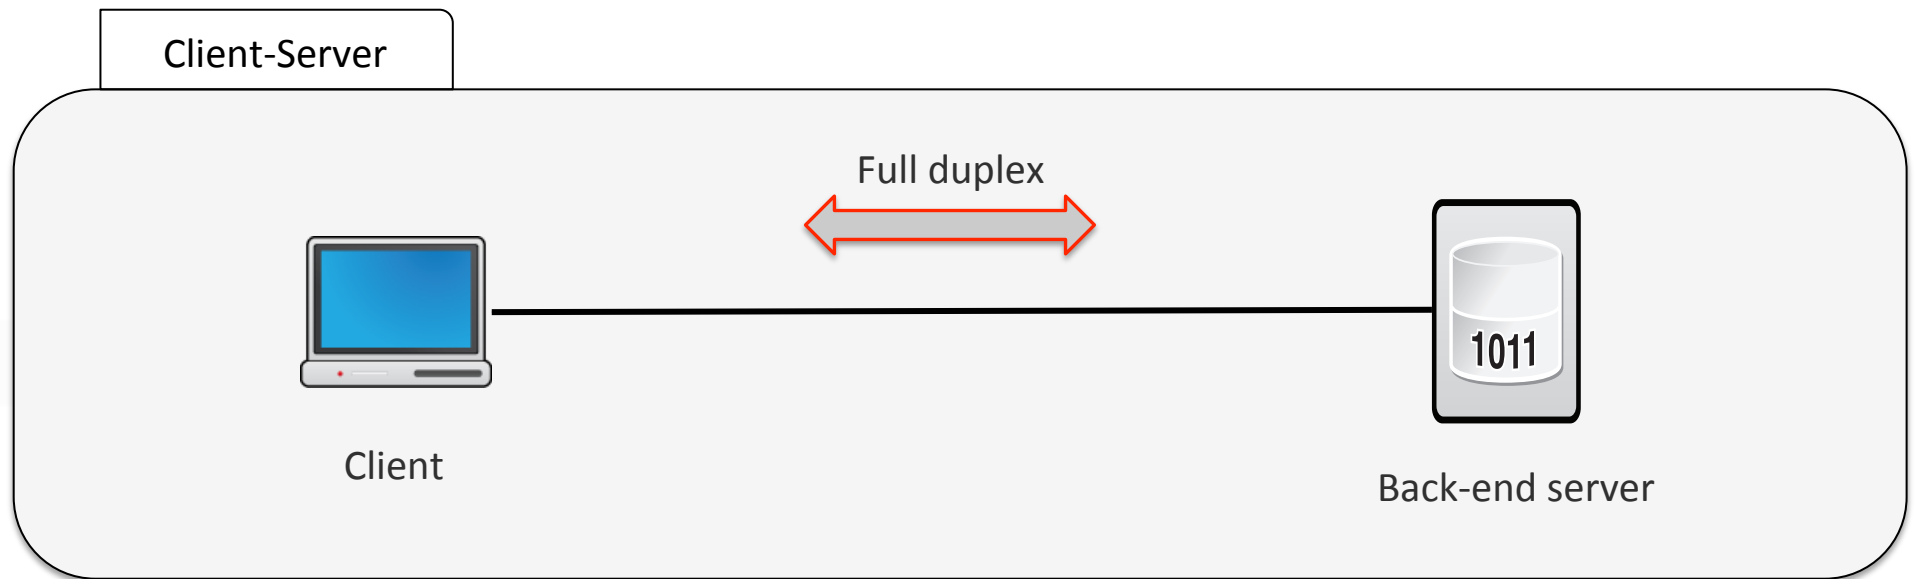 Client-Server
Full duplex
1011
Client
Back-end server